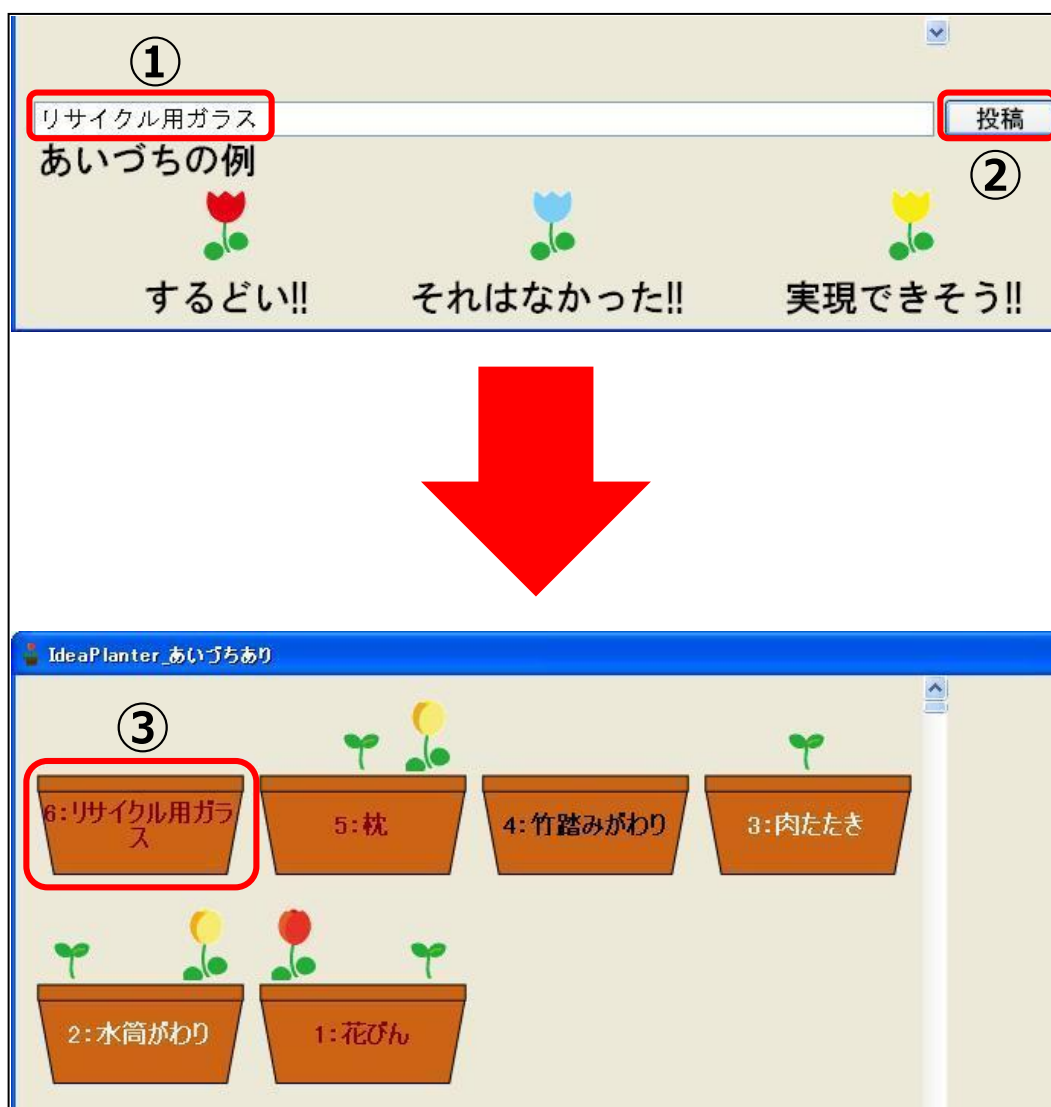 ①
リサイクル用ガラス
投稿
②
あいづちの例
するどい!!
それはなかった!!
実現できそう!!
IdeaPlanter_あいづちあり
③
6:リサイクル用ガラ
ス
5:枕
4:竹踏みがわり
3:肉たたき
2:水筒がわり
1:花びん